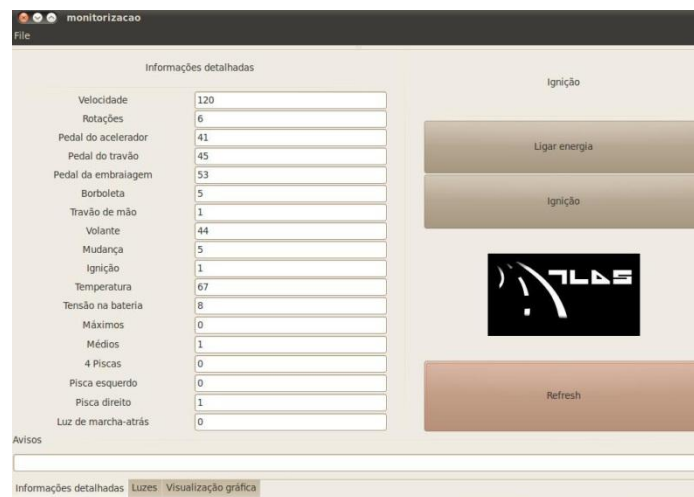 monitorizacao
File
Informações detalhadas
Velocidade 120
Rotações 6
Pedal do acelerador 41
Pedal do travão 45
Pedal da embraiagem 53
Borboleta 5
Travão de mão 1
Volante 44
Mudança 5
Ignição 1
Temperatura 67
Tensão na bateria 8
Máximos 0
Médios 1
4 Piscas 0
Pisca esquerdo 0
Pisca direito 1
Luz de marcha-atrás 0
Ignição
Ligar energia
Ignição
Refresh
Avisos
Informações detalhadas Luzes Visualização gráfica